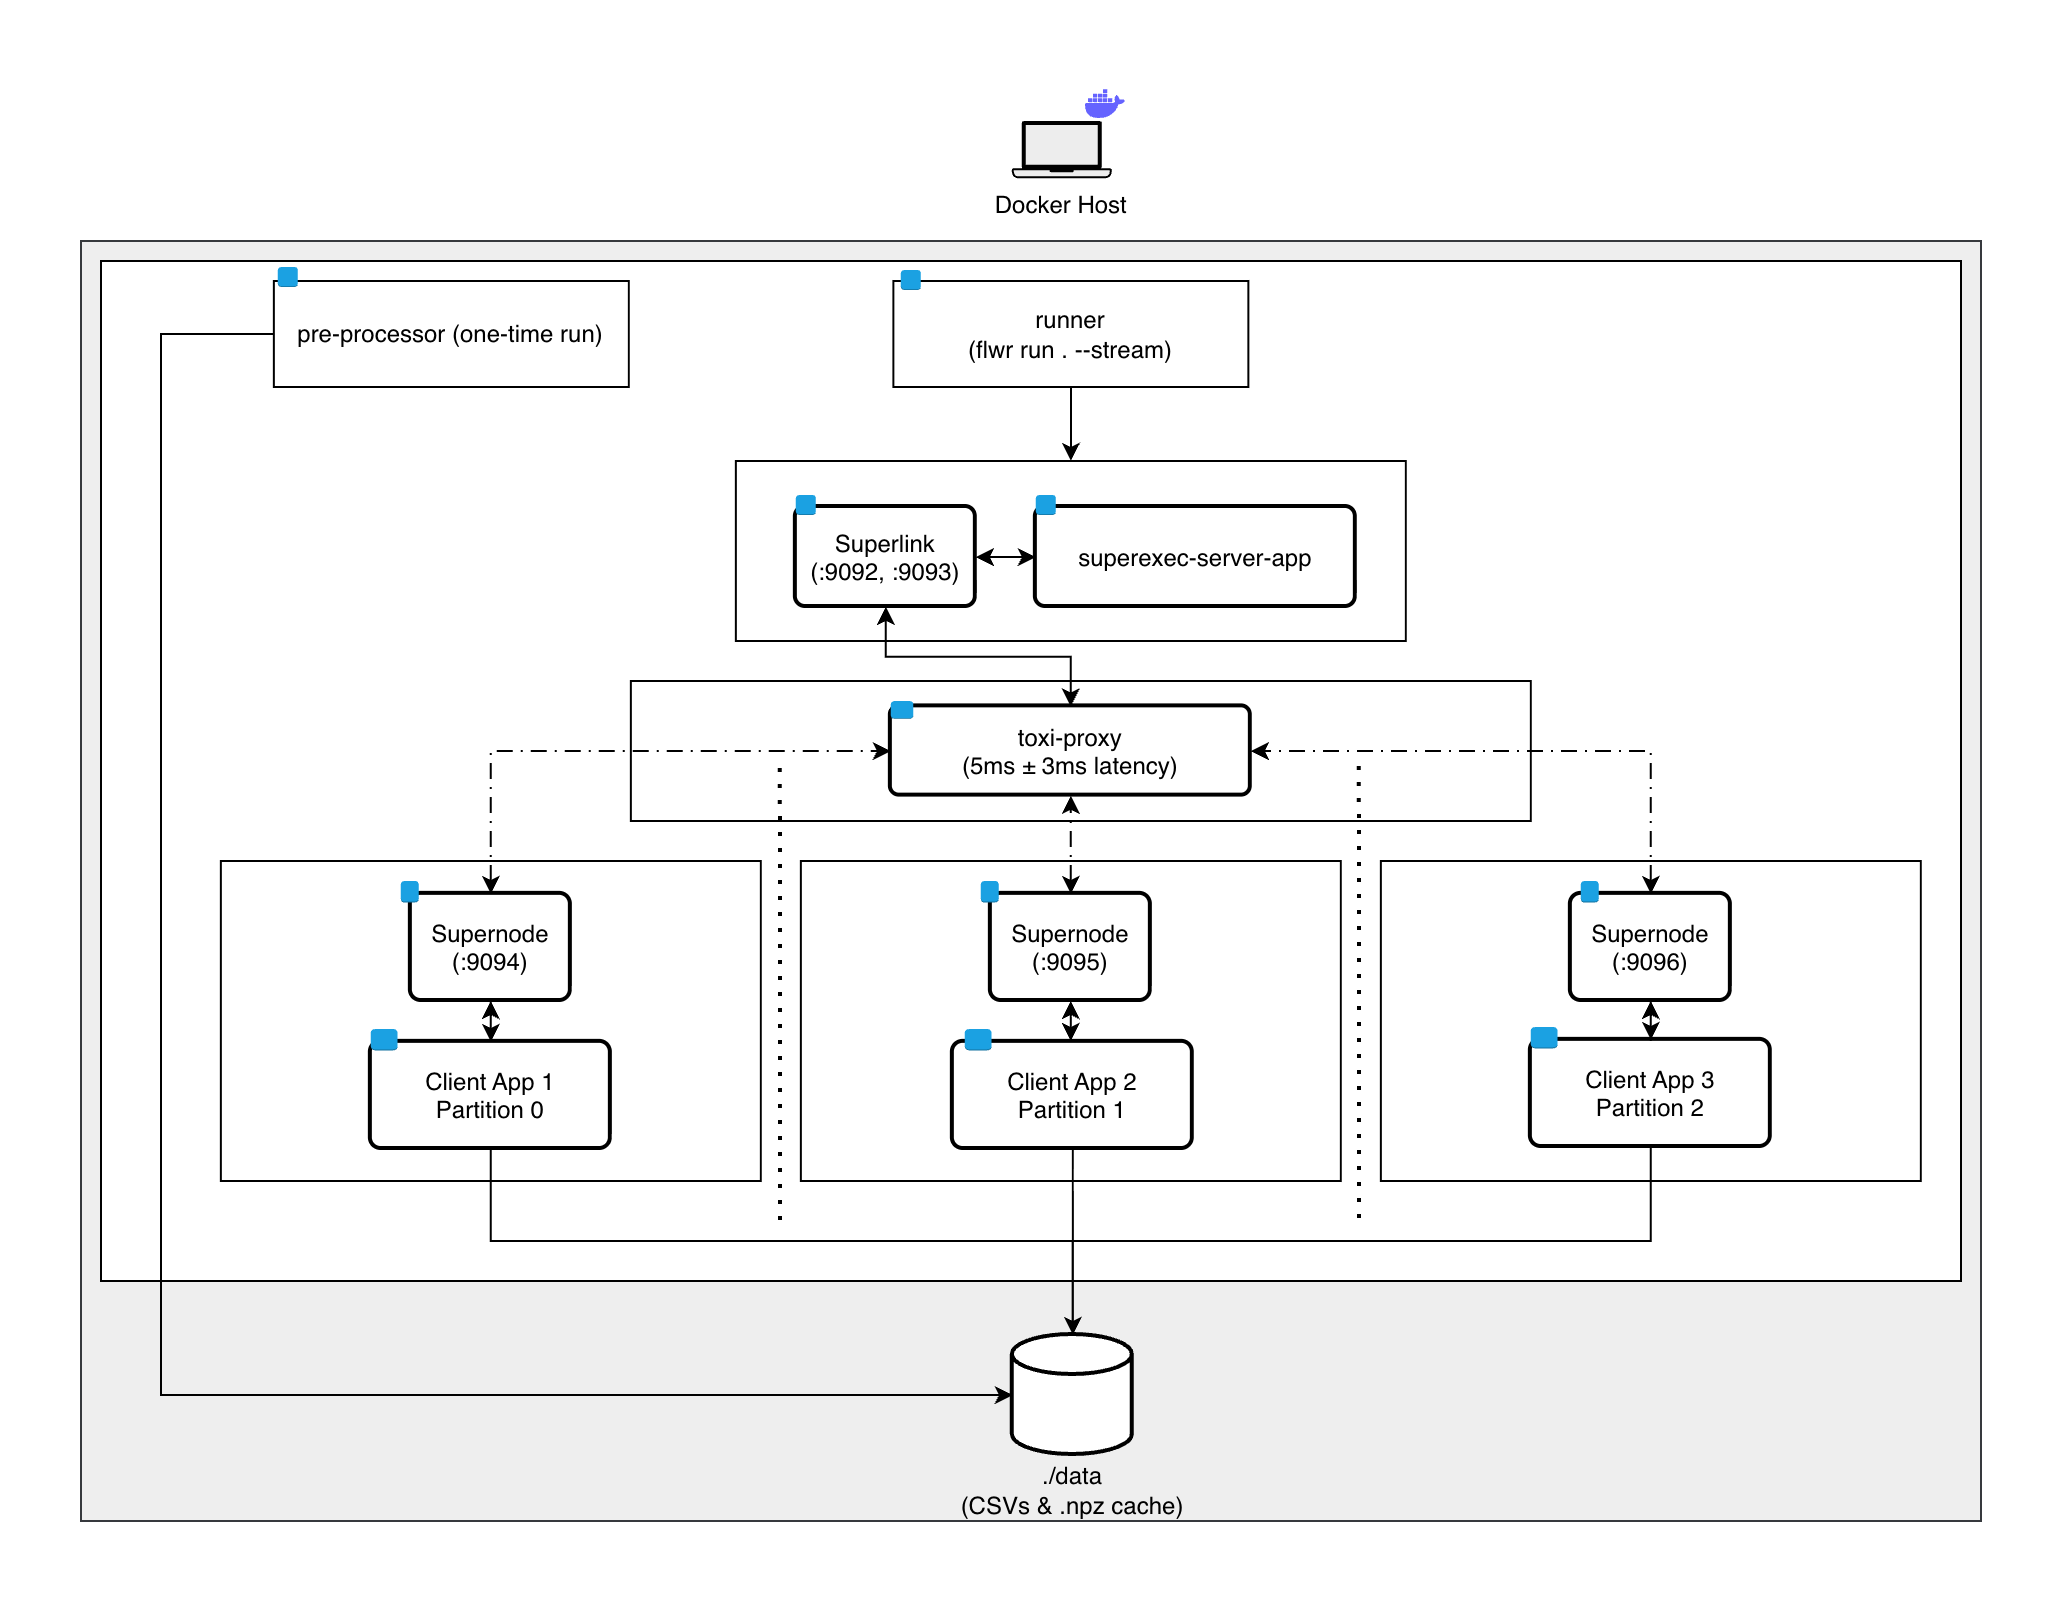 Docker Host
pre-processor (one-time run)
runner
(flwr run . --stream)
Superlink
(:9092, :9093)
superexec-server-app
toxi-proxy
(5ms ± 3ms latency)
Supernode
(:9094)
Supernode
(:9095)
Supernode
(:9096)
Client App 1
Partition 0
Client App 2
Partition 1
Client App 3
Partition 2
./data
(CSVs & .npz cache)